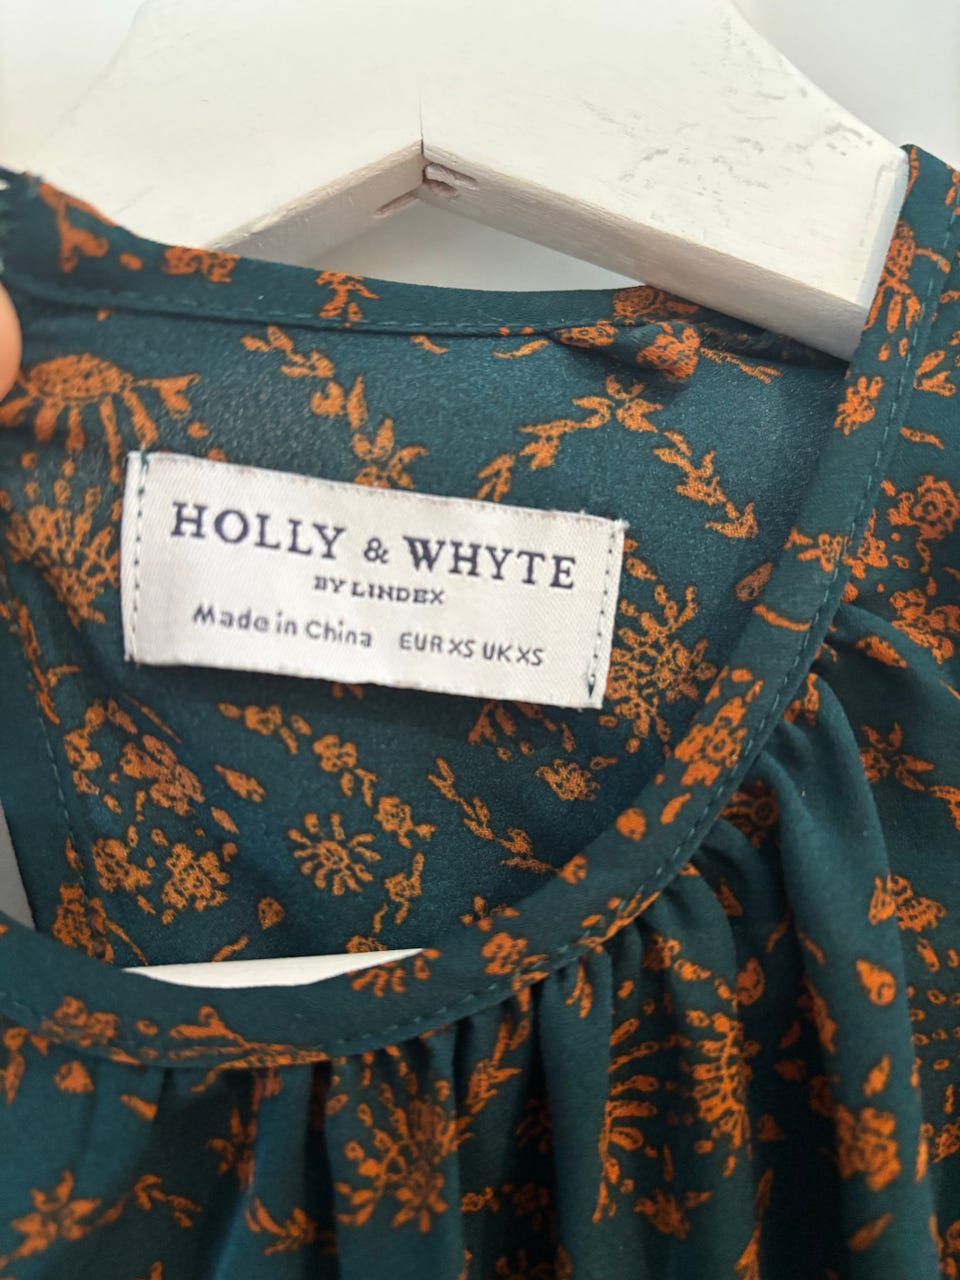 HOLLY & WHYTE
BY LINDEX
Made in China EUR XS UK XS